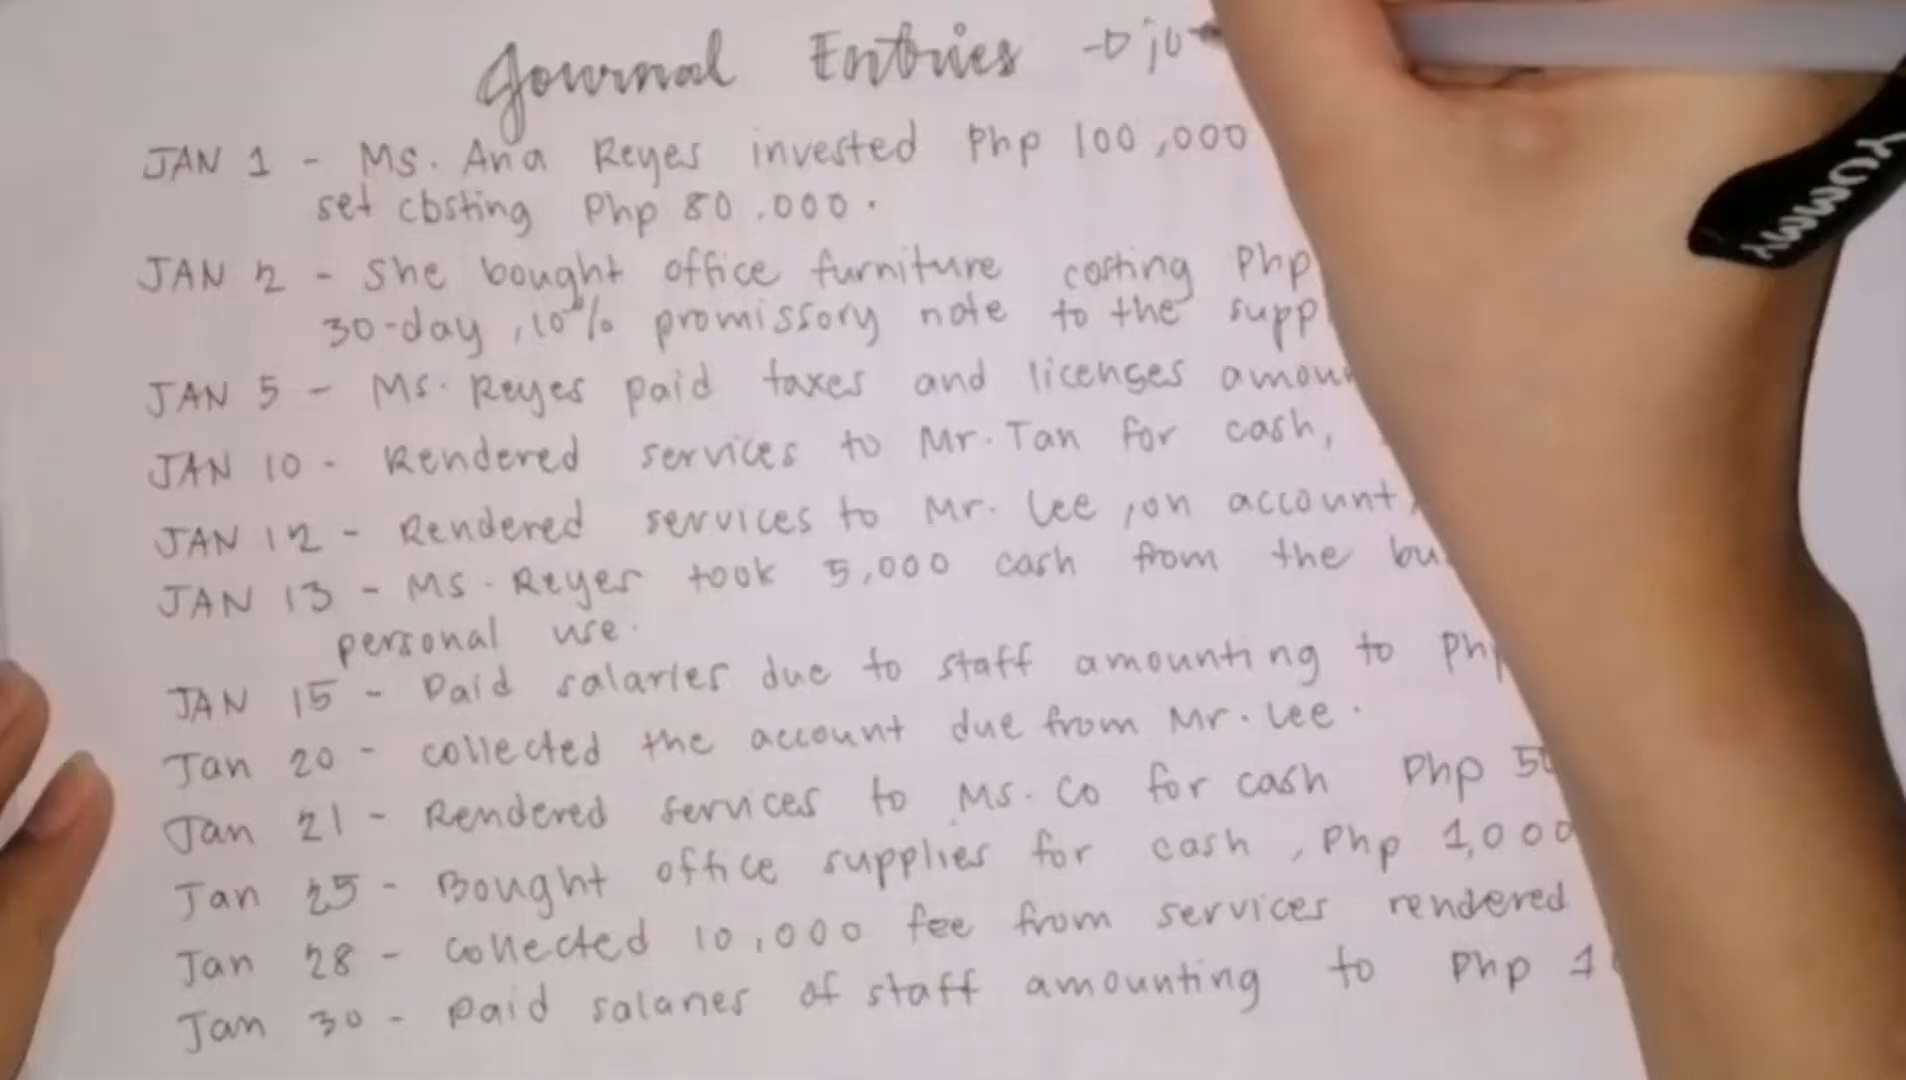 Journal Entries
JAN 1 - Ms. Ana Reyes invested Php 100,000
set costing Php 80.000.
JAN 2 - She bought office furniture costing Php
30-day, 10% promissory note to the
JAN 5 - Ms. Reyes paid taxes and licenses
JAN 10 - Rendered services to Mr. Tan for cash,
JAN 12 - Rendered services to Mr. Lee, on account,
JAN 13 - Ms. Reyes took 5,000 cash from the
personal use.
JAN 15 - Paid salaries due to staff amounting to
Jan 20 - collected the account due from Mr. Lee.
Jan 21 - Rendered services to Ms. Co for cash Php
Jan 25 - Bought office supplies for cash, Php 1,000
Jan 28 - Collected 10,000 fee from services rendered
Jan 30 - Paid salaries of staff amounting to Php